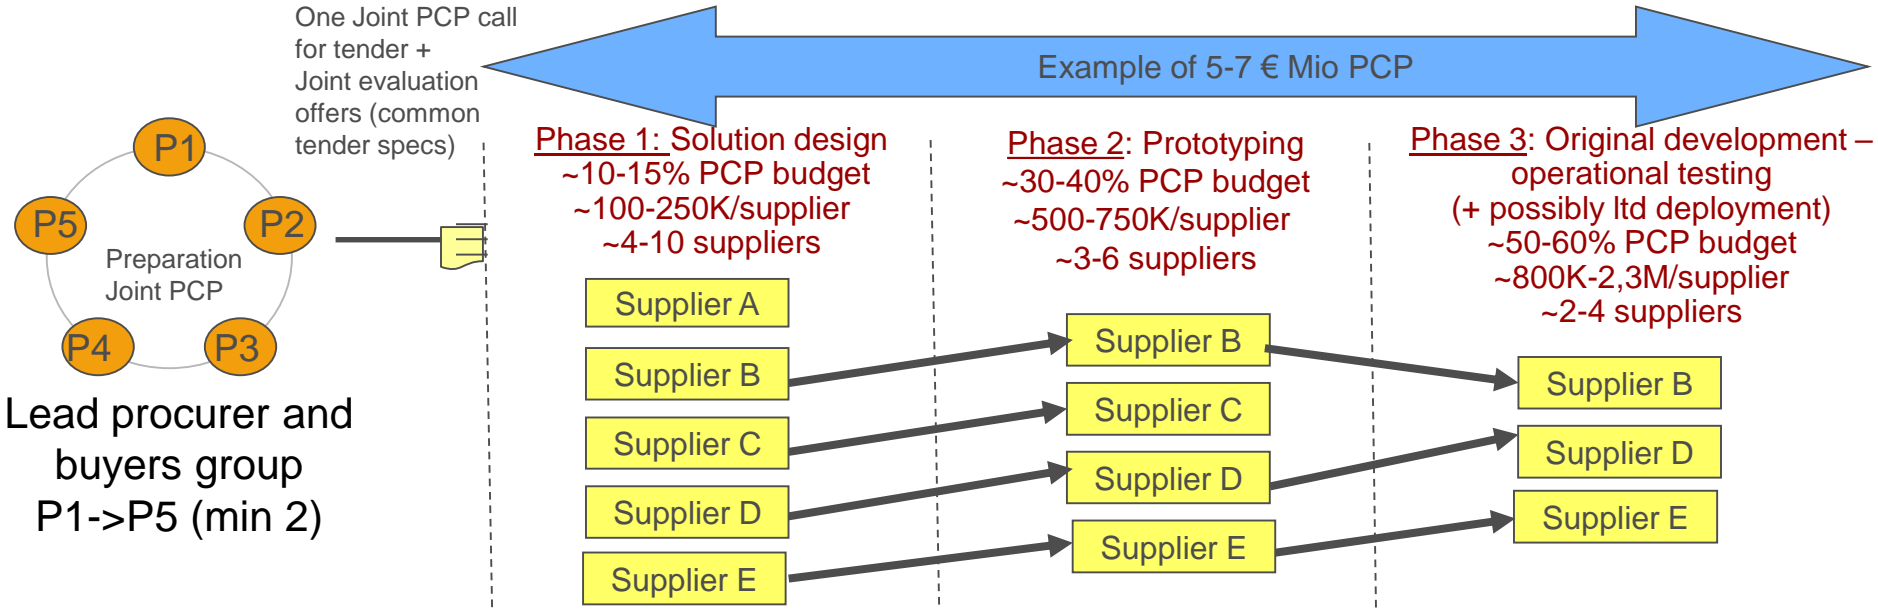 One Joint PCP call
for tender +
Joint evaluation
offers (common
tender specs)
Example of 5-7 € Mio PCP
P1
P2
P3
P4
P5
Preparation
Joint PCP
Lead procurer and
buyers group
P1->P5 (min 2)
Phase 1: Solution design
~10-15% PCP budget
~100-250K/supplier
~4-10 suppliers
Supplier A
Supplier B
Supplier C
Supplier D
Supplier E
Phase 2: Prototyping
~30-40% PCP budget
~500-750K/supplier
~3-6 suppliers
Supplier B
Supplier C
Supplier D
Supplier E
Phase 3: Original development –
operational testing
(+ possibly ltd deployment)
~50-60% PCP budget
~800K-2,3M/supplier
~2-4 suppliers
Supplier B
Supplier D
Supplier E